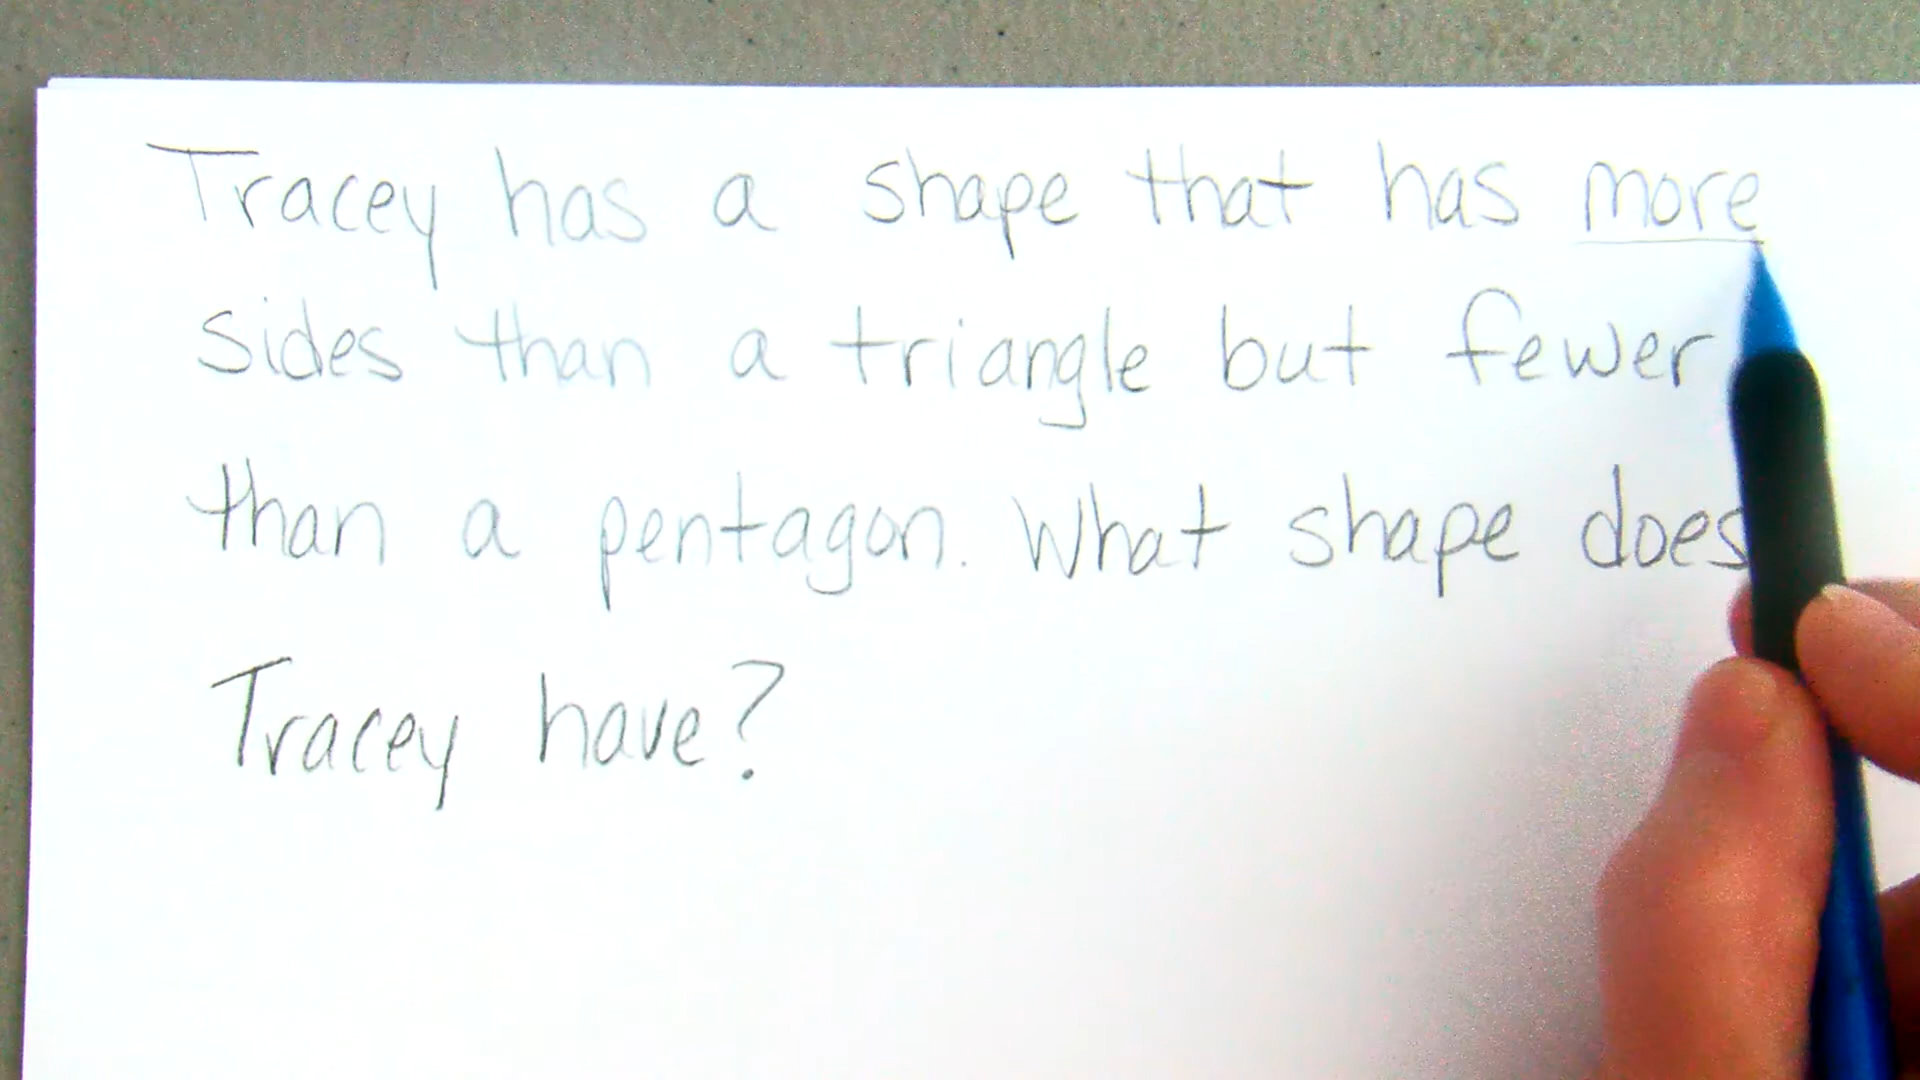 Tracey has a shape that has more
sides than a triangle but fewer
than a pentagon. What shape does
Tracey have?